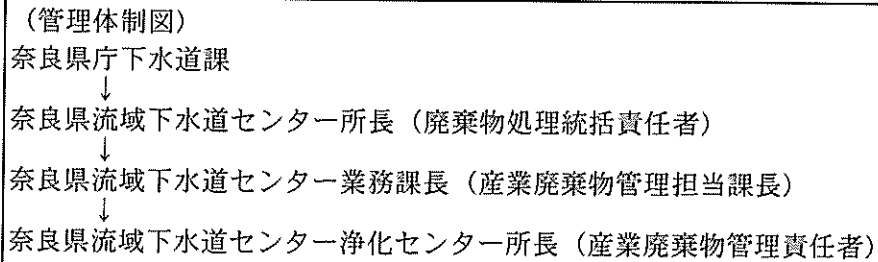 （管理体制図）
奈良県庁下水道課
↓
奈良県流域下水道センター所長（廃棄物処理統括責任者）
↓
奈良県流域下水道センター業務課長（産業廃棄物管理担当課長）
↓
奈良県流域下水道センター浄化センター所長（産業廃棄物管理責任者）